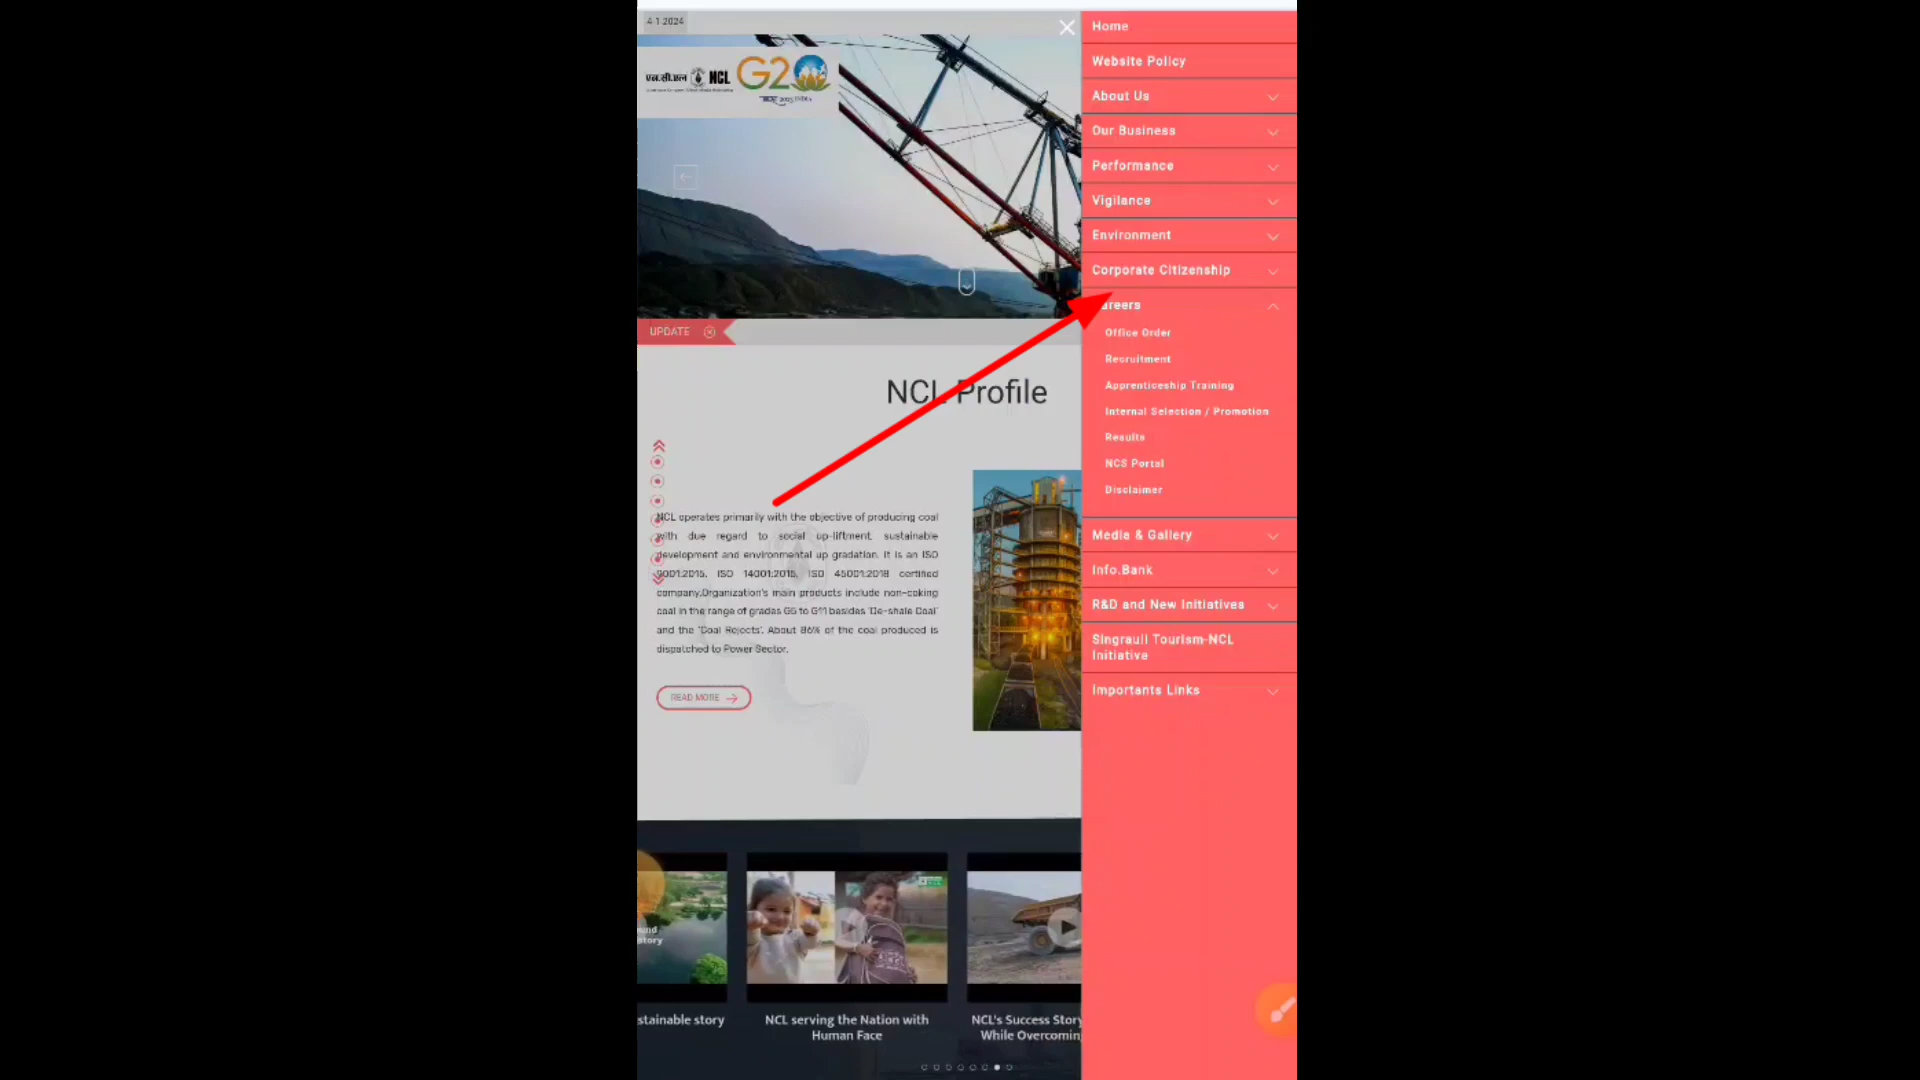 4-1-2024
एन.सी.एल NCL G20
UPDATE
NCL Profile
NCL operates primarily with the objective of producing coal
with due regard to social up-liftment, sustainable
development and environmental up gradation. It is an ISO
9001:2015, ISO 14001:2015, ISO 45001:2018 certified
company.Organization's main products include non-coking
coal in the range of grades G5 to G11 besides 'De-shale Coal'
and the 'Coal Rejects'. About 86% of the coal produced is
dispatched to Power Sector.
READ MORE
stainable story
NCL serving the Nation with
Human Face
NCL's Success Story
While Overcoming
Home
Website Policy
About Us
Our Business
Performance
Vigilance
Environment
Corporate Citizenship
areers
Office Order
Recruitment
Apprenticeship Training
Internal Selection / Promotion
Results
NCS Portal
Disclaimer
Media & Gallery
Info.Bank
R&D and New Initiatives
Singrauli Tourism-NCL
Initiative
Importants Links